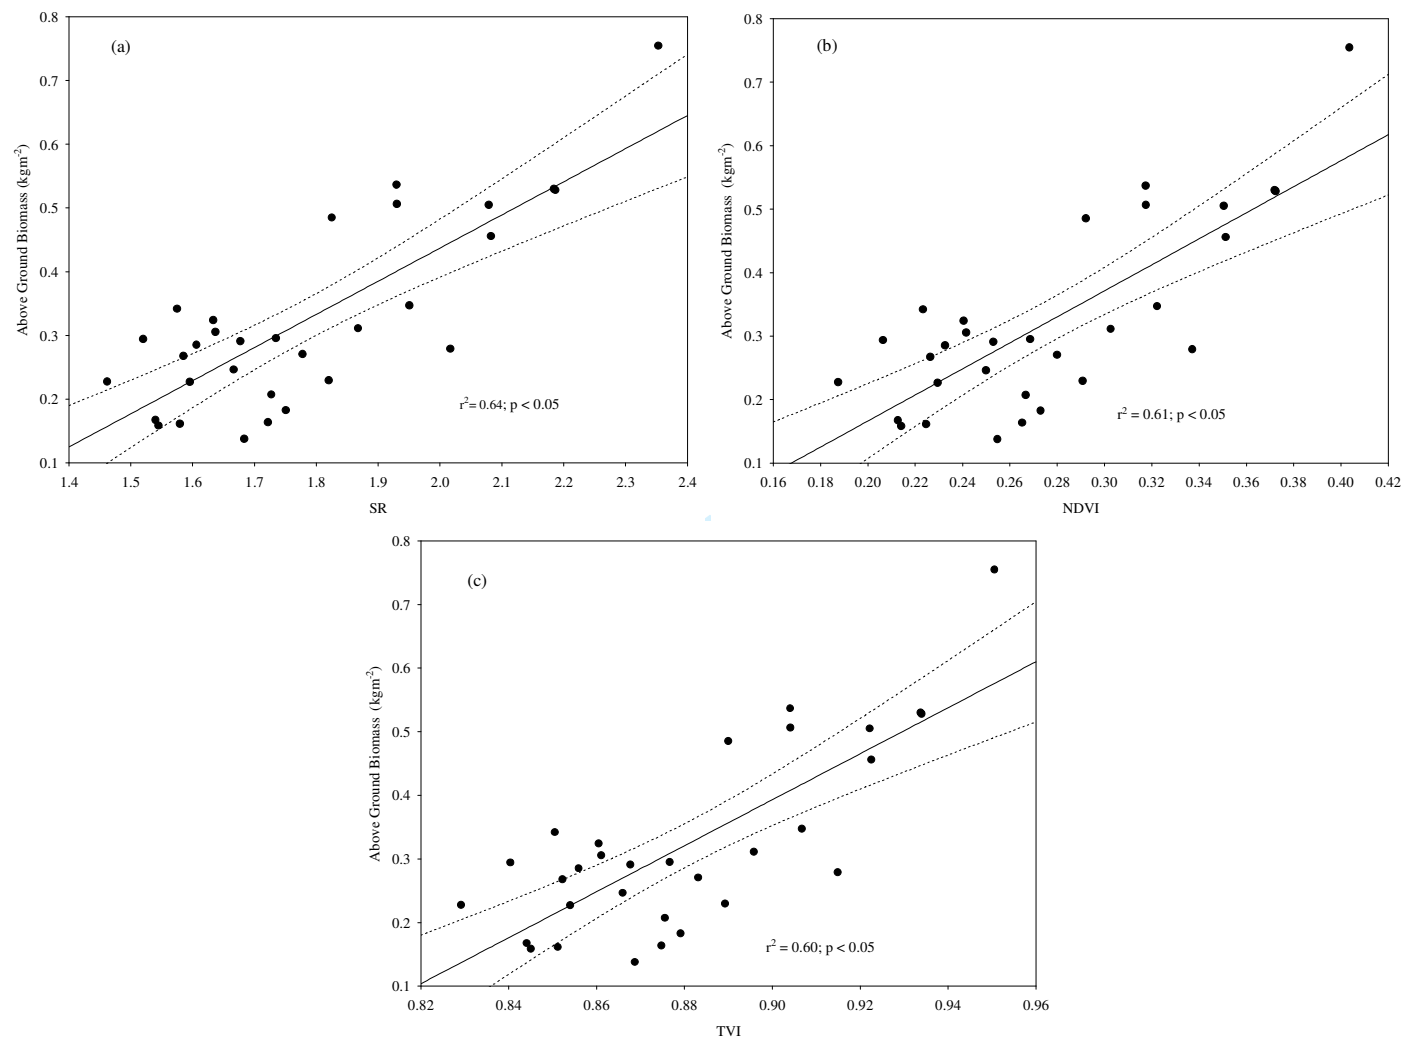 (a)
0.8
0.7
0.6
0.5
0.4
0.3
0.2
0.1
Above Ground Biomass (kgm⁻²)
r² = 0.64; p < 0.05
1.4 1.5 1.6 1.7 1.8 1.9 2.0 2.1 2.2 2.3 2.4
SR
(b)
0.8
0.7
0.6
0.5
0.4
0.3
0.2
0.1
Above Ground Biomass (kgm⁻²)
r² = 0.61; p < 0.05
0.16 0.18 0.20 0.22 0.24 0.26 0.28 0.30 0.32 0.34 0.36 0.38 0.40 0.42
NDVI
(c)
0.8
0.7
0.6
0.5
0.4
0.3
0.2
0.1
Above Ground Biomass (kgm⁻²)
r² = 0.60; p < 0.05
0.82 0.84 0.86 0.88 0.90 0.92 0.94 0.96
TVI